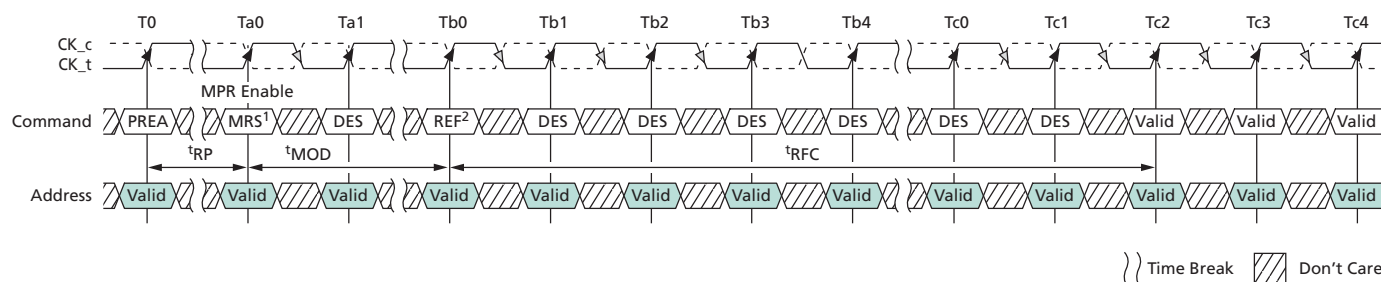 T0 Ta0 Ta1 Tb0 Tb1 Tb2 Tb3 Tb4 Tc0 Tc1 Tc2 Tc3 Tc4
CK_c
CK_t
MPR Enable
Command PREA MRS1 DES REF2 DES DES DES DES DES DES Valid Valid Valid
tRP tMOD tRFC
Address Valid Valid Valid Valid Valid Valid Valid Valid Valid Valid Valid Valid Valid
Time Break Don't Care